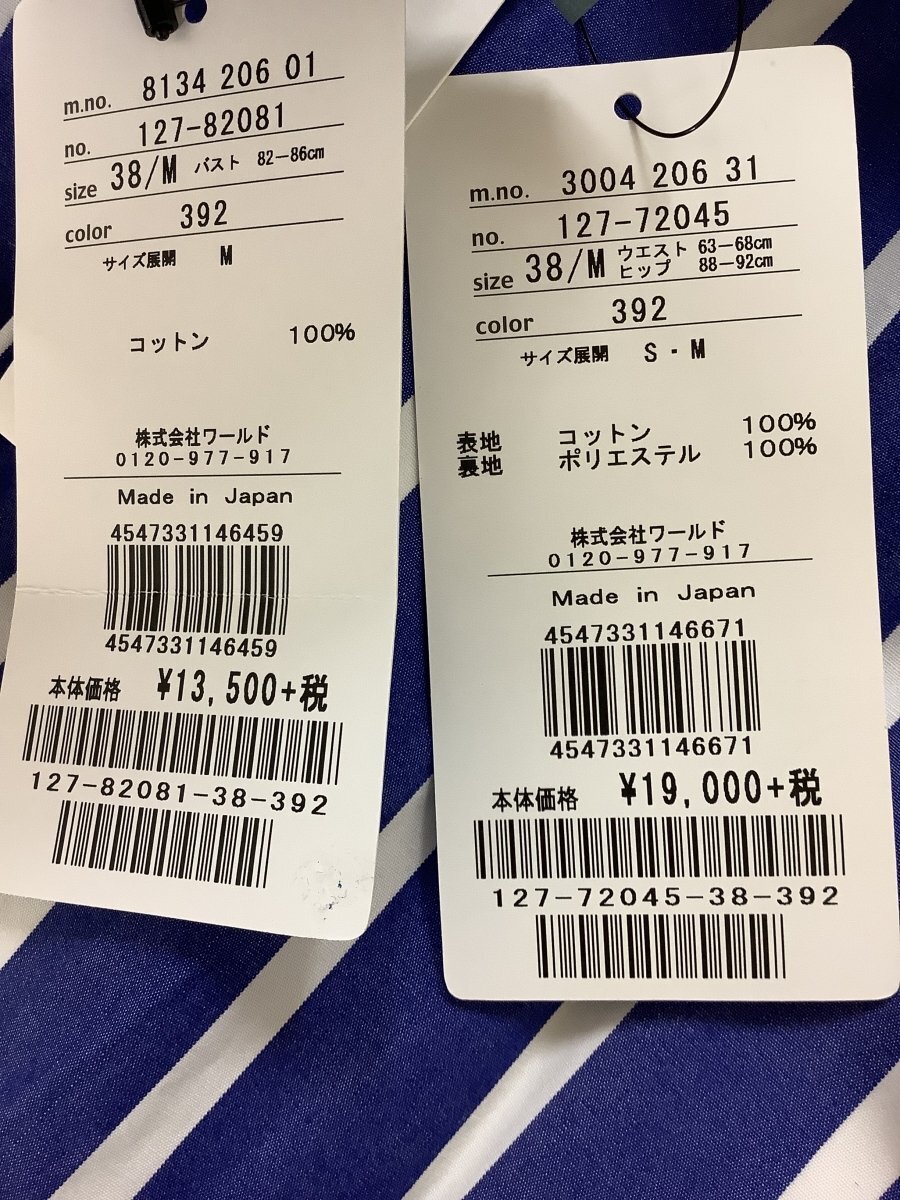 m.no. 8134 206 01
no. 127-82081
size 38/M バスト 82-86cm
color 392
サイズ展開 M
コットン 100%
株式会社ワールド
0120-977-917
Made in Japan
4547331146459
4547331146459
本体価格 ¥13,500+税
127-82081-38-392
m.no. 3004 206 31
no. 127-72045
size 38/M ウエスト 63-68cm
ヒップ 88-92cm
color 392
サイズ展開 S・M
表地 コットン 100%
裏地 ポリエステル 100%
株式会社ワールド
0120-977-917
Made in Japan
4547331146671
4547331146671
本体価格 ¥19,000+税
127-72045-38-392